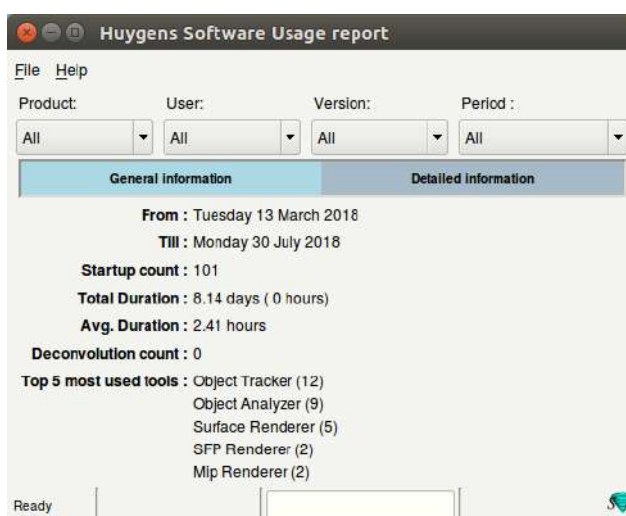 Huygens Software Usage report
File Help
Product: User: Version: Period :
All All All All
General information Detailed information
From : Tuesday 13 March 2018
Till : Monday 30 July 2018
Startup count : 101
Total Duration : 8.14 days ( 0 hours)
Avg. Duration : 2.41 hours
Deconvolution count : 0
Top 5 most used tools : Object Tracker (12)
Object Analyzer (9)
Surface Renderer (5)
SFP Renderer (2)
Mip Renderer (2)
Ready